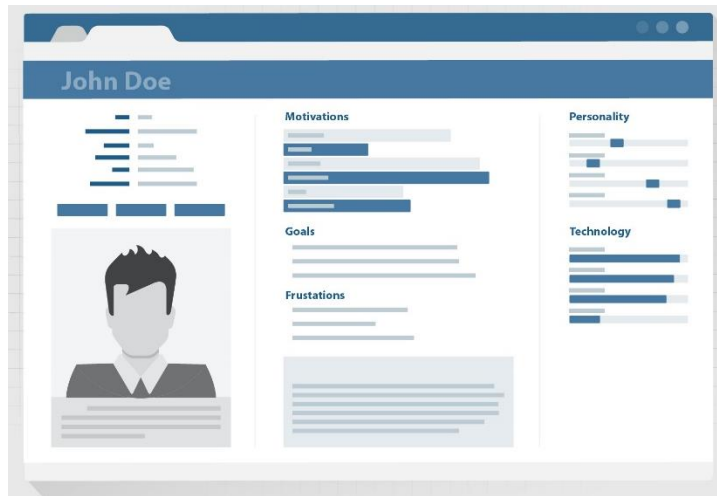 John Doe
Motivations
Goals
Frustations
Personality
Technology